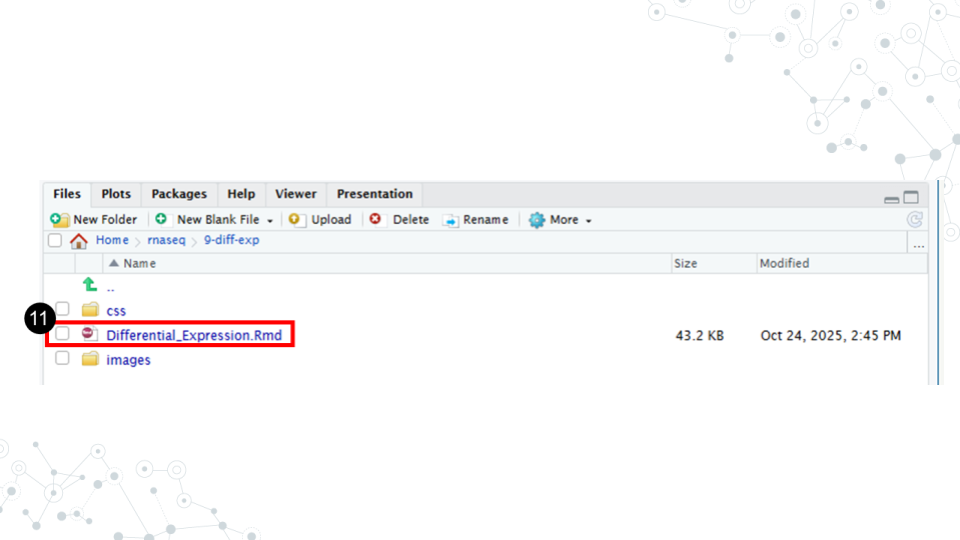 Files Plots Packages Help Viewer Presentation
New Folder New Blank File Upload Delete Rename More
Home rnaseq 9-diff-exp ...
Name Size Modified
..
css
11
Differential_Expression.Rmd 43.2 KB Oct 24, 2025, 2:45 PM
images